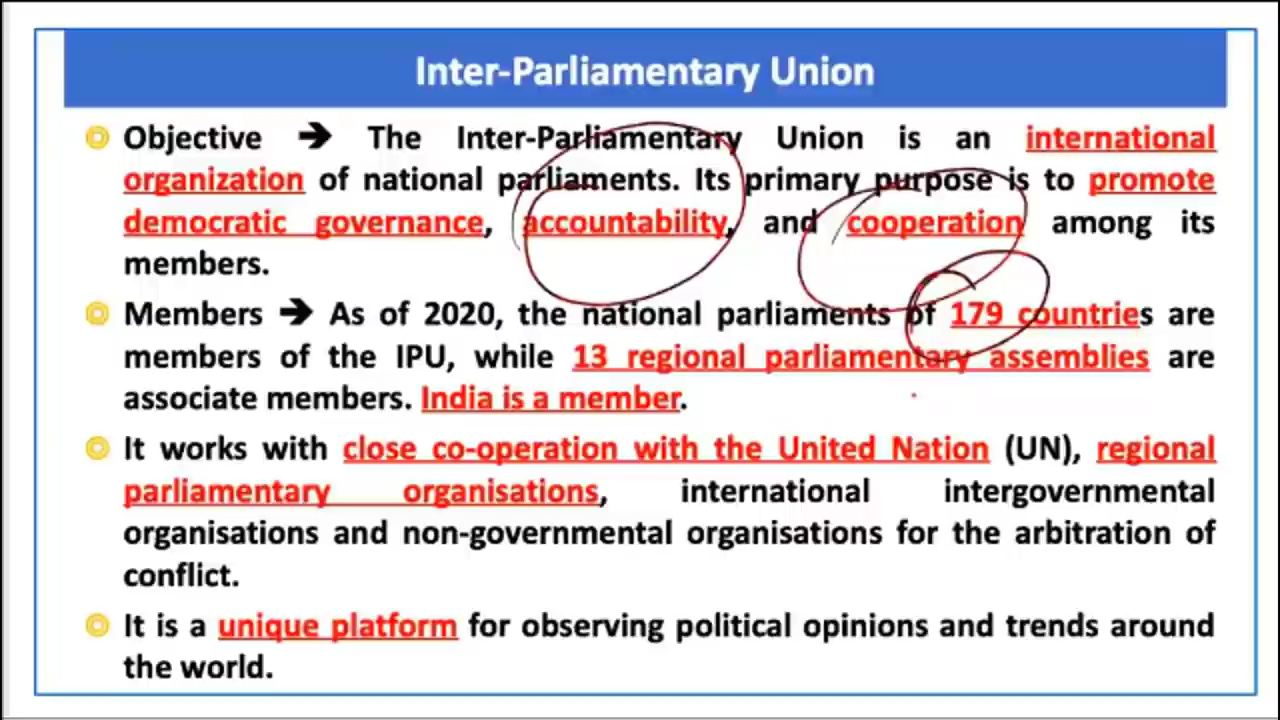 Inter-Parliamentary Union
Objective ➔ The Inter-Parliamentary Union is an international
organization of national parliaments. Its primary purpose is to promote
democratic governance, accountability, and cooperation among its
members.
Members ➔ As of 2020, the national parliaments of 179 countries are
members of the IPU, while 13 regional parliamentary assemblies are
associate members. India is a member.
It works with close co-operation with the United Nation (UN), regional
parliamentary organisations, international intergovernmental
organisations and non-governmental organisations for the arbitration of
conflict.
It is a unique platform for observing political opinions and trends around
the world.